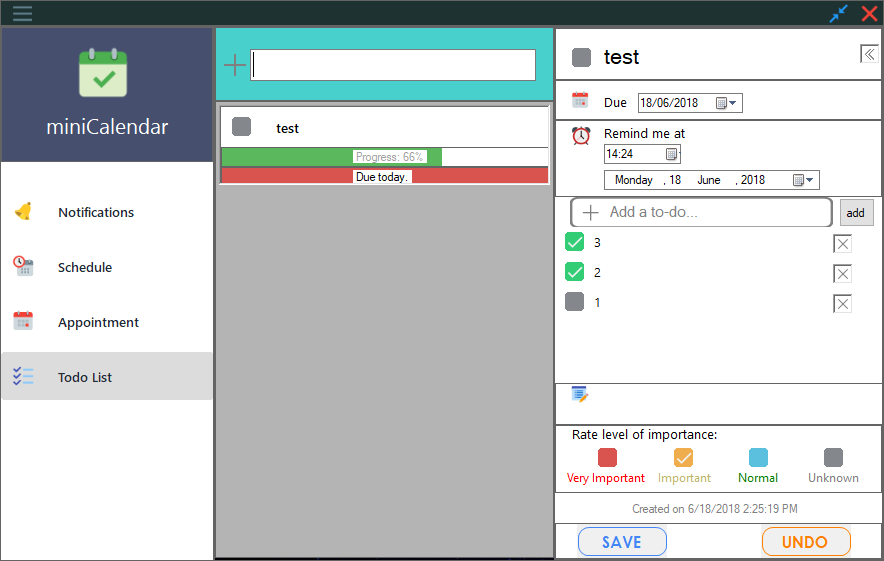 miniCalendar
Notifications
Schedule
Appointment
Todo List
test
Progress: 66%
Due today.
test
Due 18/06/2018
Remind me at
14:24
Monday , 18 June , 2018
Add a to-do... add
3
2
1
Rate level of importance:
Very Important Important Normal Unknown
Created on 6/18/2018 2:25:19 PM
SAVE UNDO